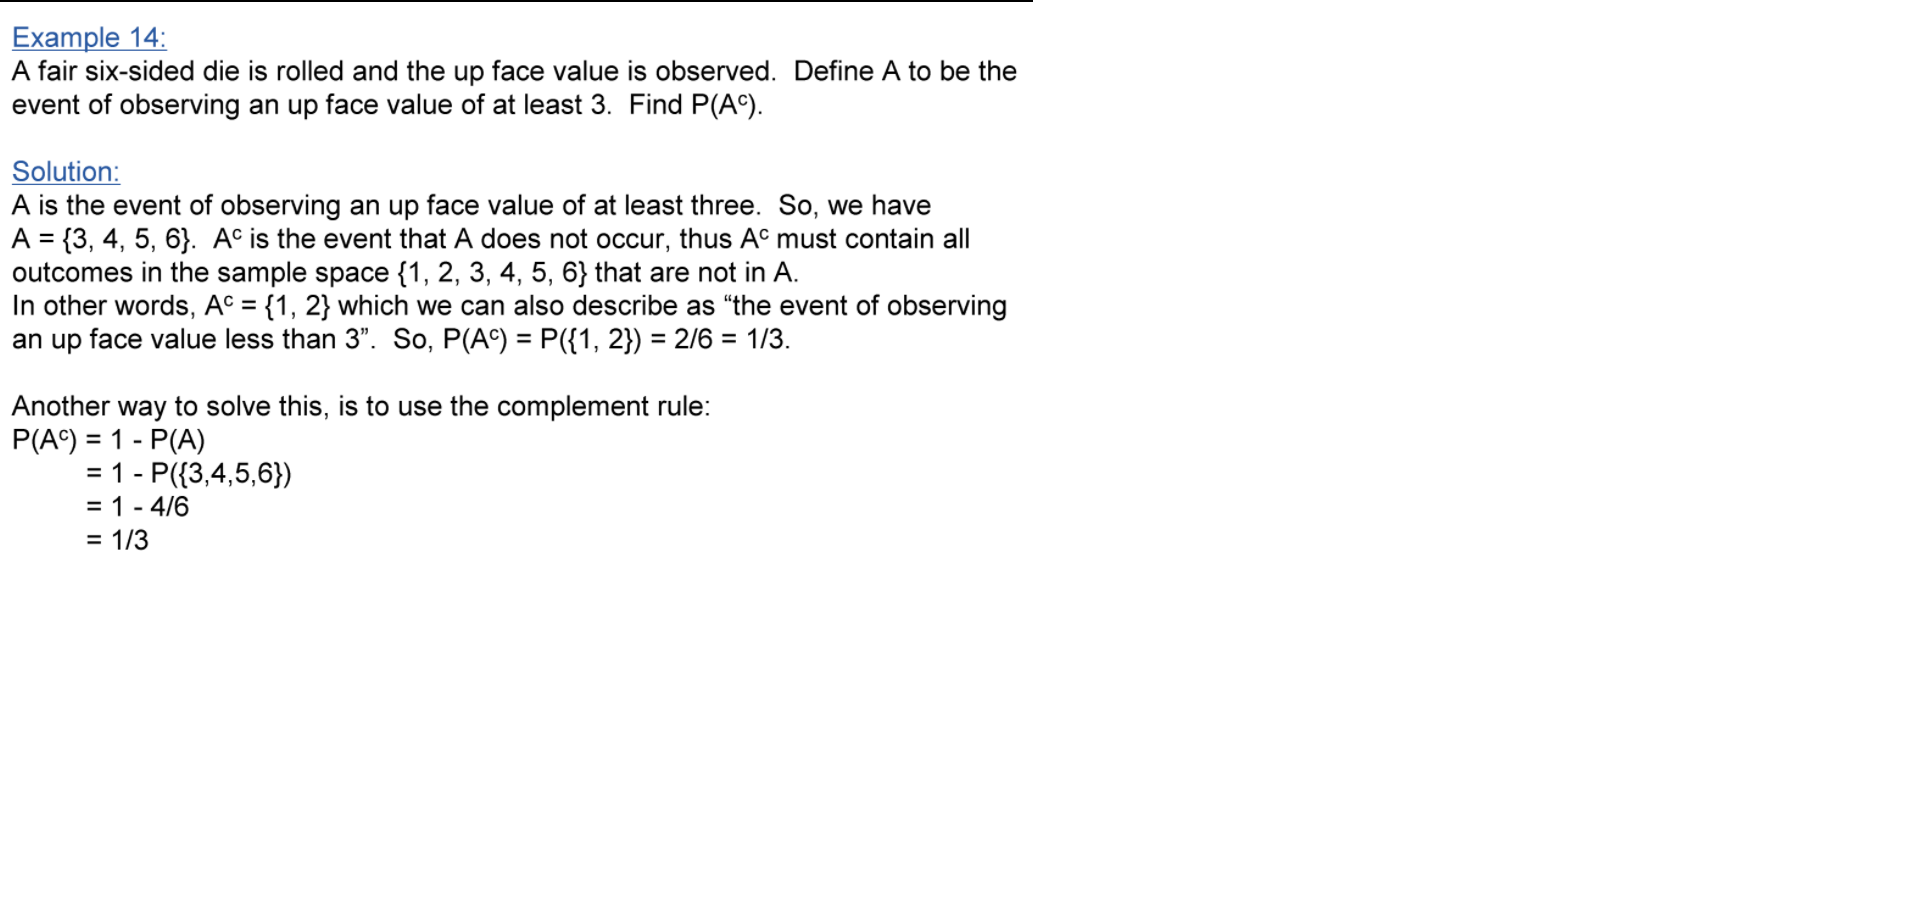 Example 14:
A fair six-sided die is rolled and the up face value is observed.  Define A to be the
event of observing an up face value of at least 3.  Find P(Aᶜ).
Solution:
A is the event of observing an up face value of at least three.  So, we have
A = {3, 4, 5, 6}.  Aᶜ is the event that A does not occur, thus Aᶜ must contain all
outcomes in the sample space {1, 2, 3, 4, 5, 6} that are not in A.
In other words, Aᶜ = {1, 2} which we can also describe as “the event of observing
an up face value less than 3”.  So, P(Aᶜ) = P({1, 2}) = 2/6 = 1/3.
Another way to solve this, is to use the complement rule:
P(Aᶜ) = 1 - P(A)
= 1 - P({3,4,5,6})
= 1 - 4/6
= 1/3